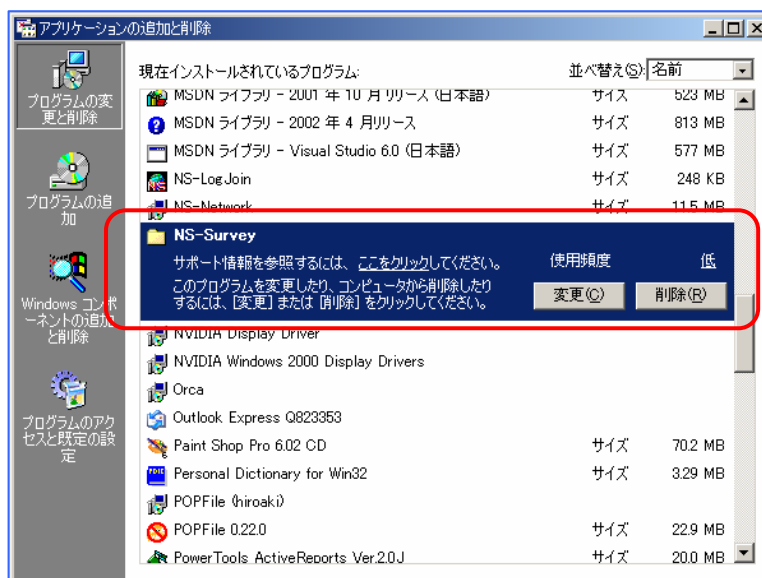 アプリケーションの追加と削除
プログラムの変
更と削除
プログラムの追
加
Windows コンポ
ーネントの追加
と削除
プログラムのアク
セスと既定の設
定
現在インストールされているプログラム:
並べ替え(S): 名前
MSDN ライブラリ - 2001 年 10 月 リリース (日本語) サイズ 523 MB
MSDN ライブラリ - 2002 年 4 月リリース サイズ 813 MB
MSDN ライブラリ - Visual Studio 6.0 (日本語) サイズ 577 MB
NS-LogJoin サイズ 248 KB
NS-Network サイズ 11.5 MB
NS-Survey
サポート情報を参照するには、ここをクリックしてください。 使用頻度 低
このプログラムを変更したり、コンピュータから削除したり
するには、[変更] または [削除] をクリックしてください。
変更(C) 削除(R)
NVIDIA Display Driver
NVIDIA Windows 2000 Display Drivers
Orca
Outlook Express Q823353
Paint Shop Pro 6.02 CD サイズ 70.2 MB
Personal Dictionary for Win32 サイズ 3.29 MB
POPFile (hiroaki)
POPFile 0.22.0 サイズ 22.9 MB
PowerTools ActiveReports Ver.2.0J サイズ 20.0 MB